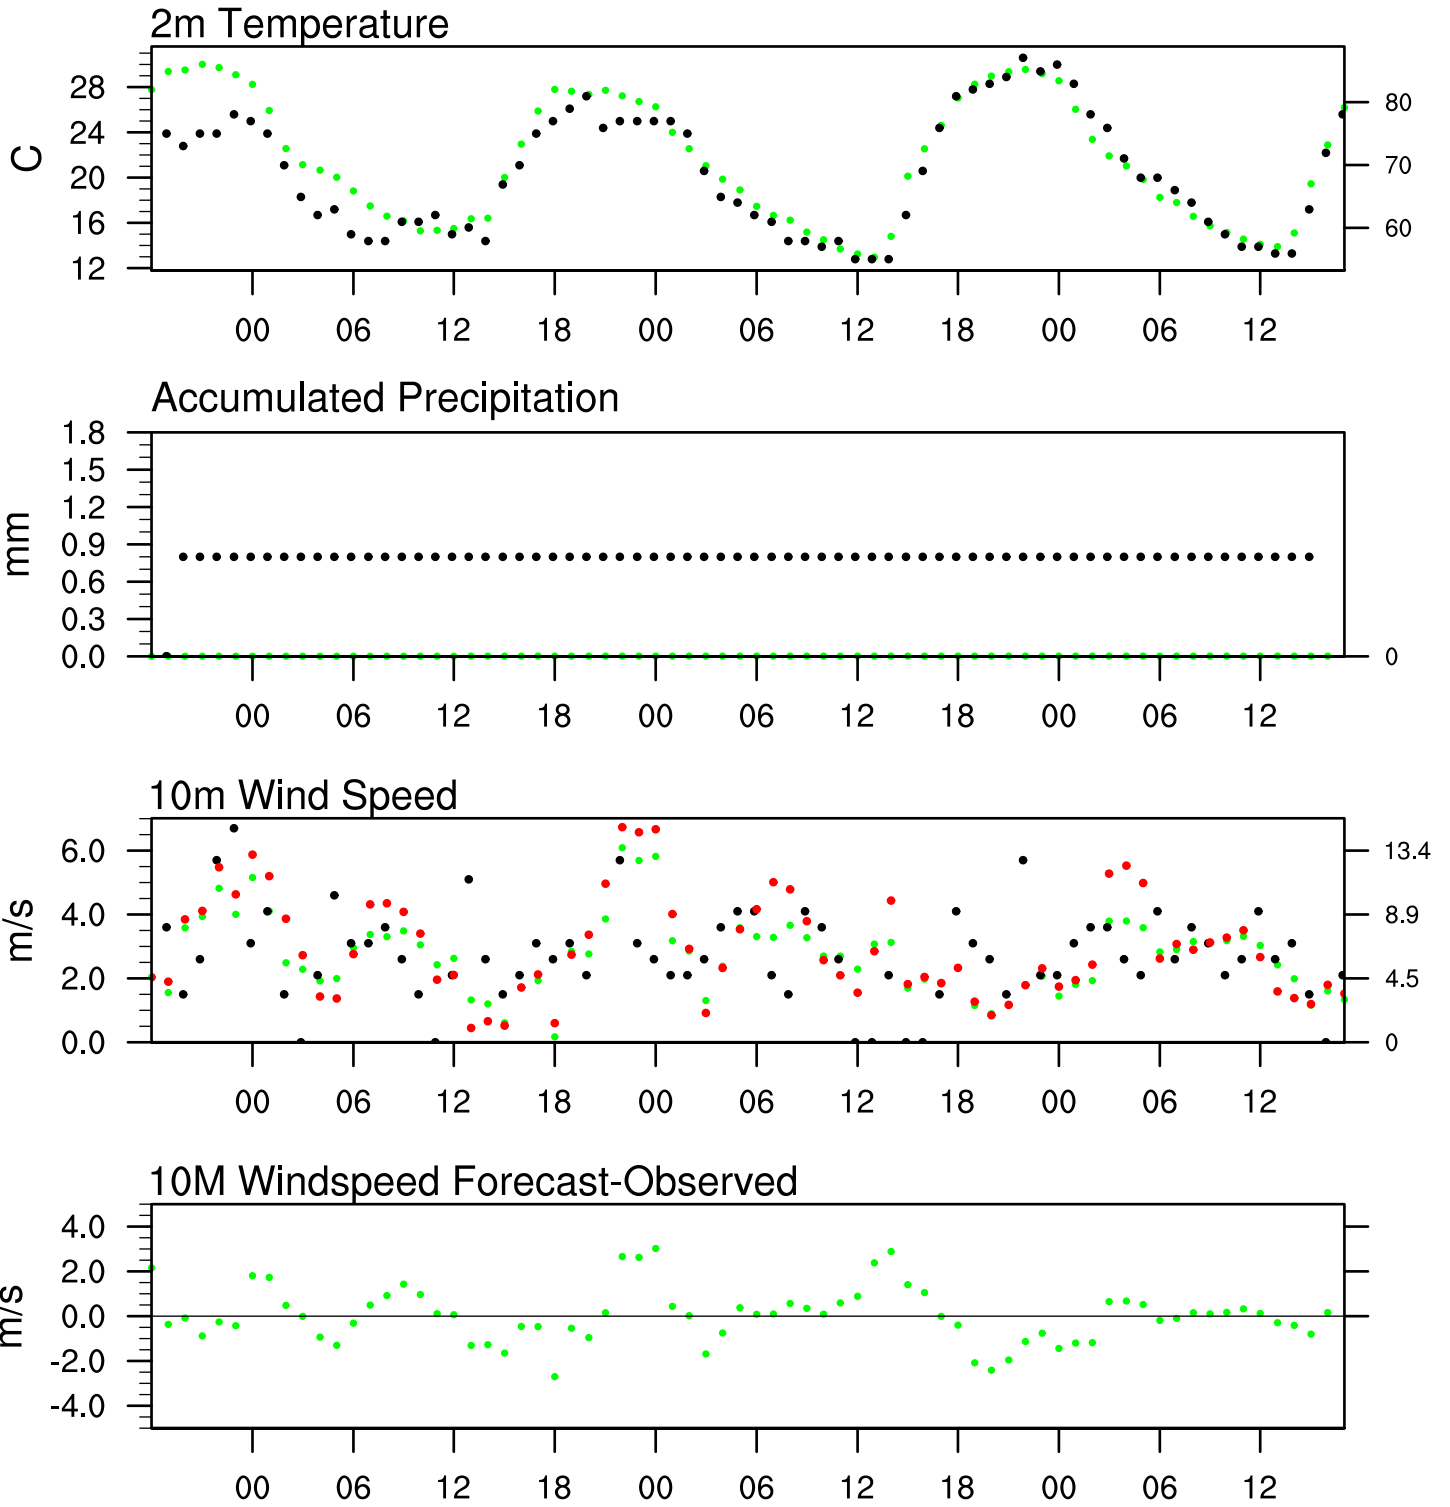 2m Temperature
28
24
20
16
12
C
80
70
60
00 06 12 18 00 06 12 18 00 06 12
Accumulated Precipitation
1.8
1.5
1.2
0.9
0.6
0.3
0.0
mm
0
00 06 12 18 00 06 12 18 00 06 12
10m Wind Speed
6.0
4.0
2.0
0.0
m/s
13.4
8.9
4.5
0
00 06 12 18 00 06 12 18 00 06 12
10M Windspeed Forecast-Observed
4.0
2.0
0.0
-2.0
-4.0
m/s
00 06 12 18 00 06 12 18 00 06 12